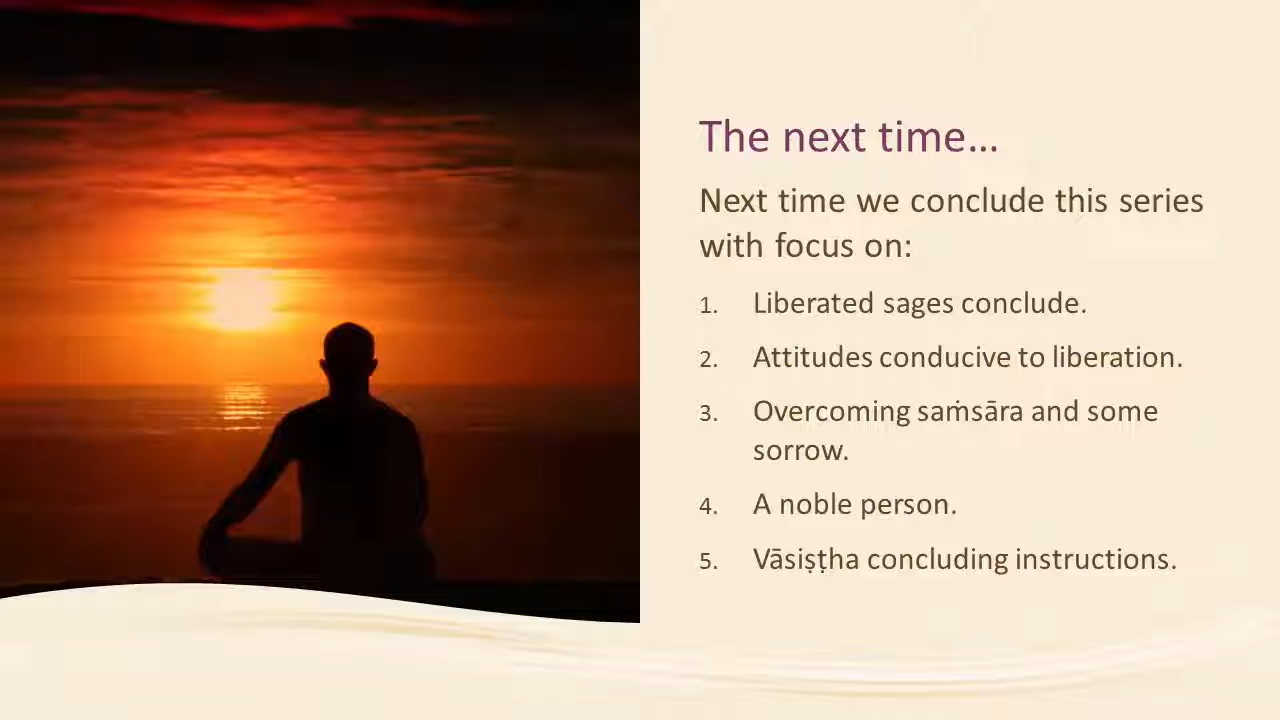 The next time…
Next time we conclude this series
with focus on:
1. Liberated sages conclude.
2. Attitudes conducive to liberation.
3. Overcoming saṁsāra and some
sorrow.
4. A noble person.
5. Vāsiṣṭha concluding instructions.